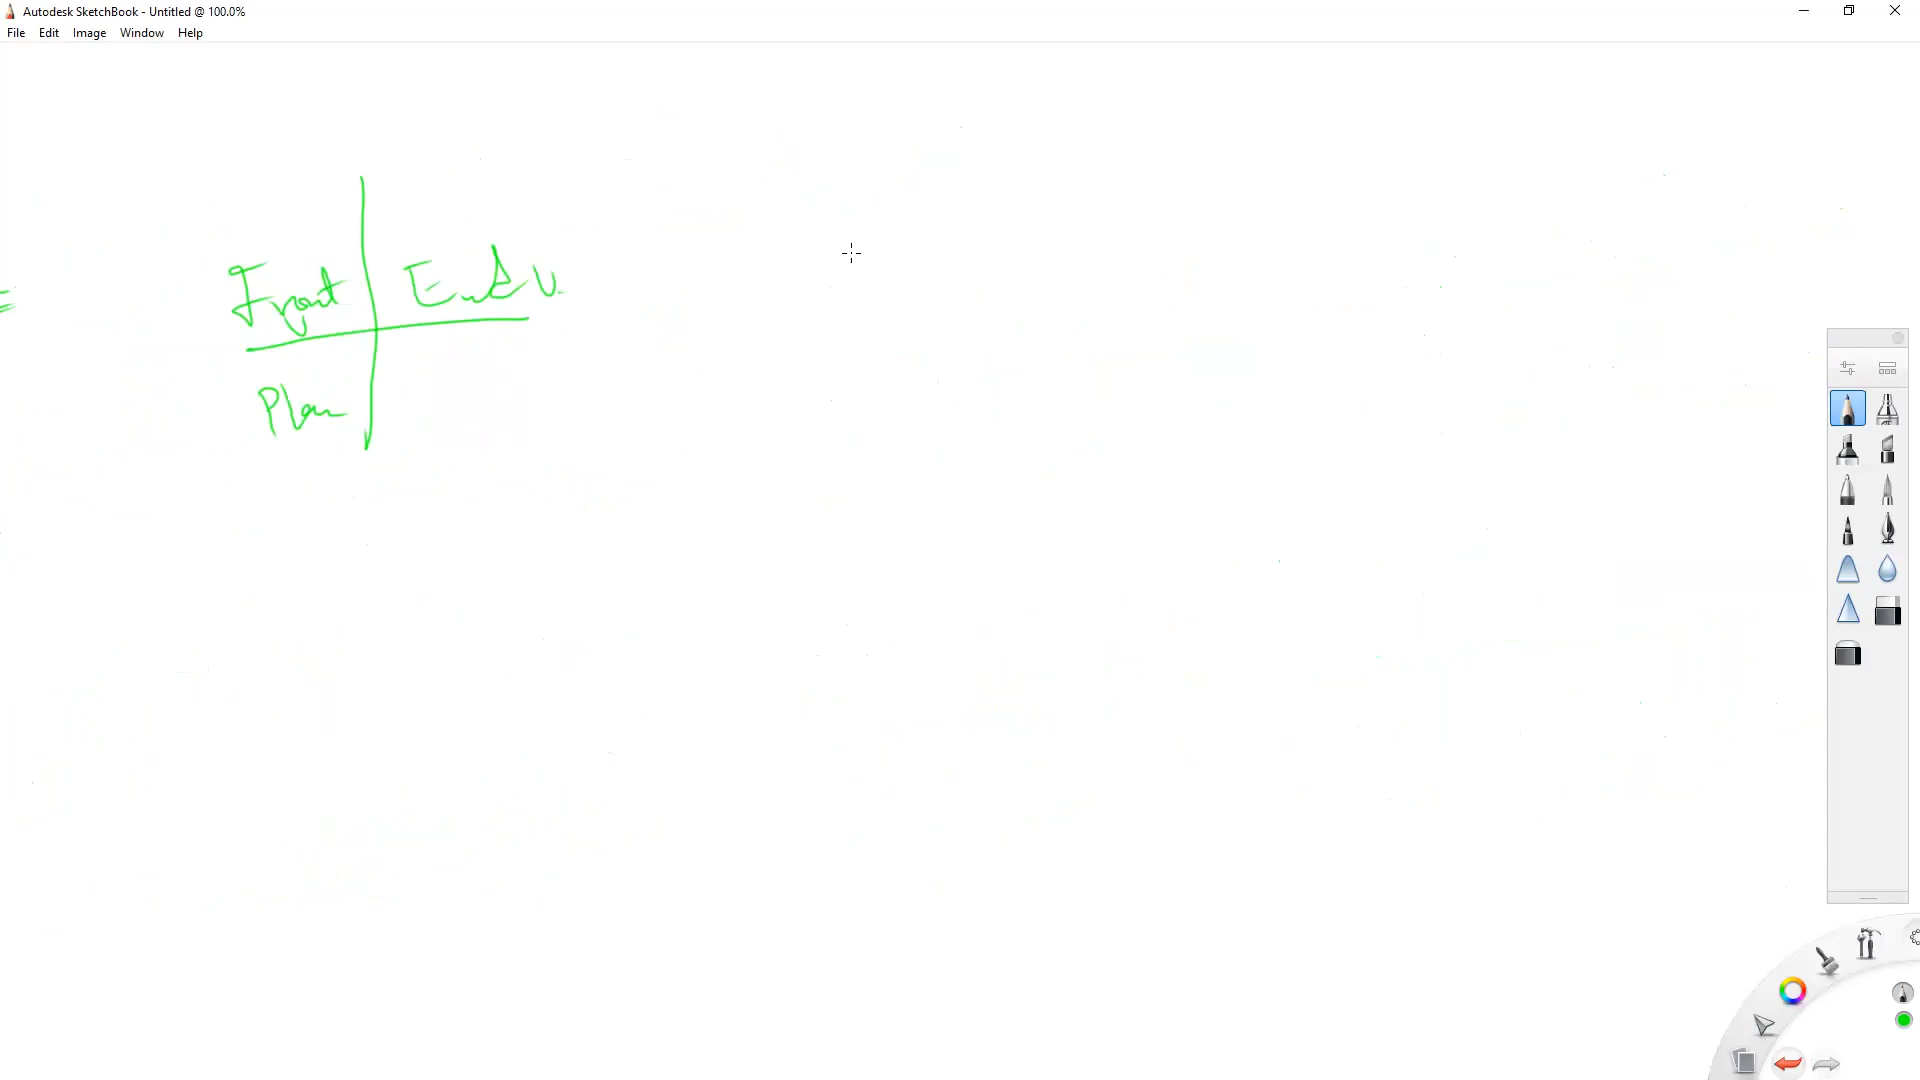 Autodesk SketchBook - Untitled @ 100.0%
File Edit Image Window Help
Front End V.
Plan